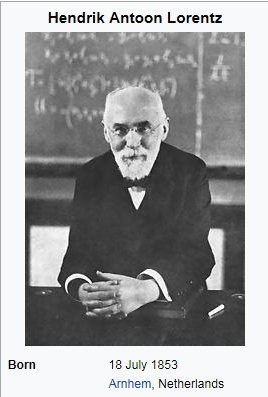 Hendrik Antoon Lorentz
Born 18 July 1853
Arnhem, Netherlands